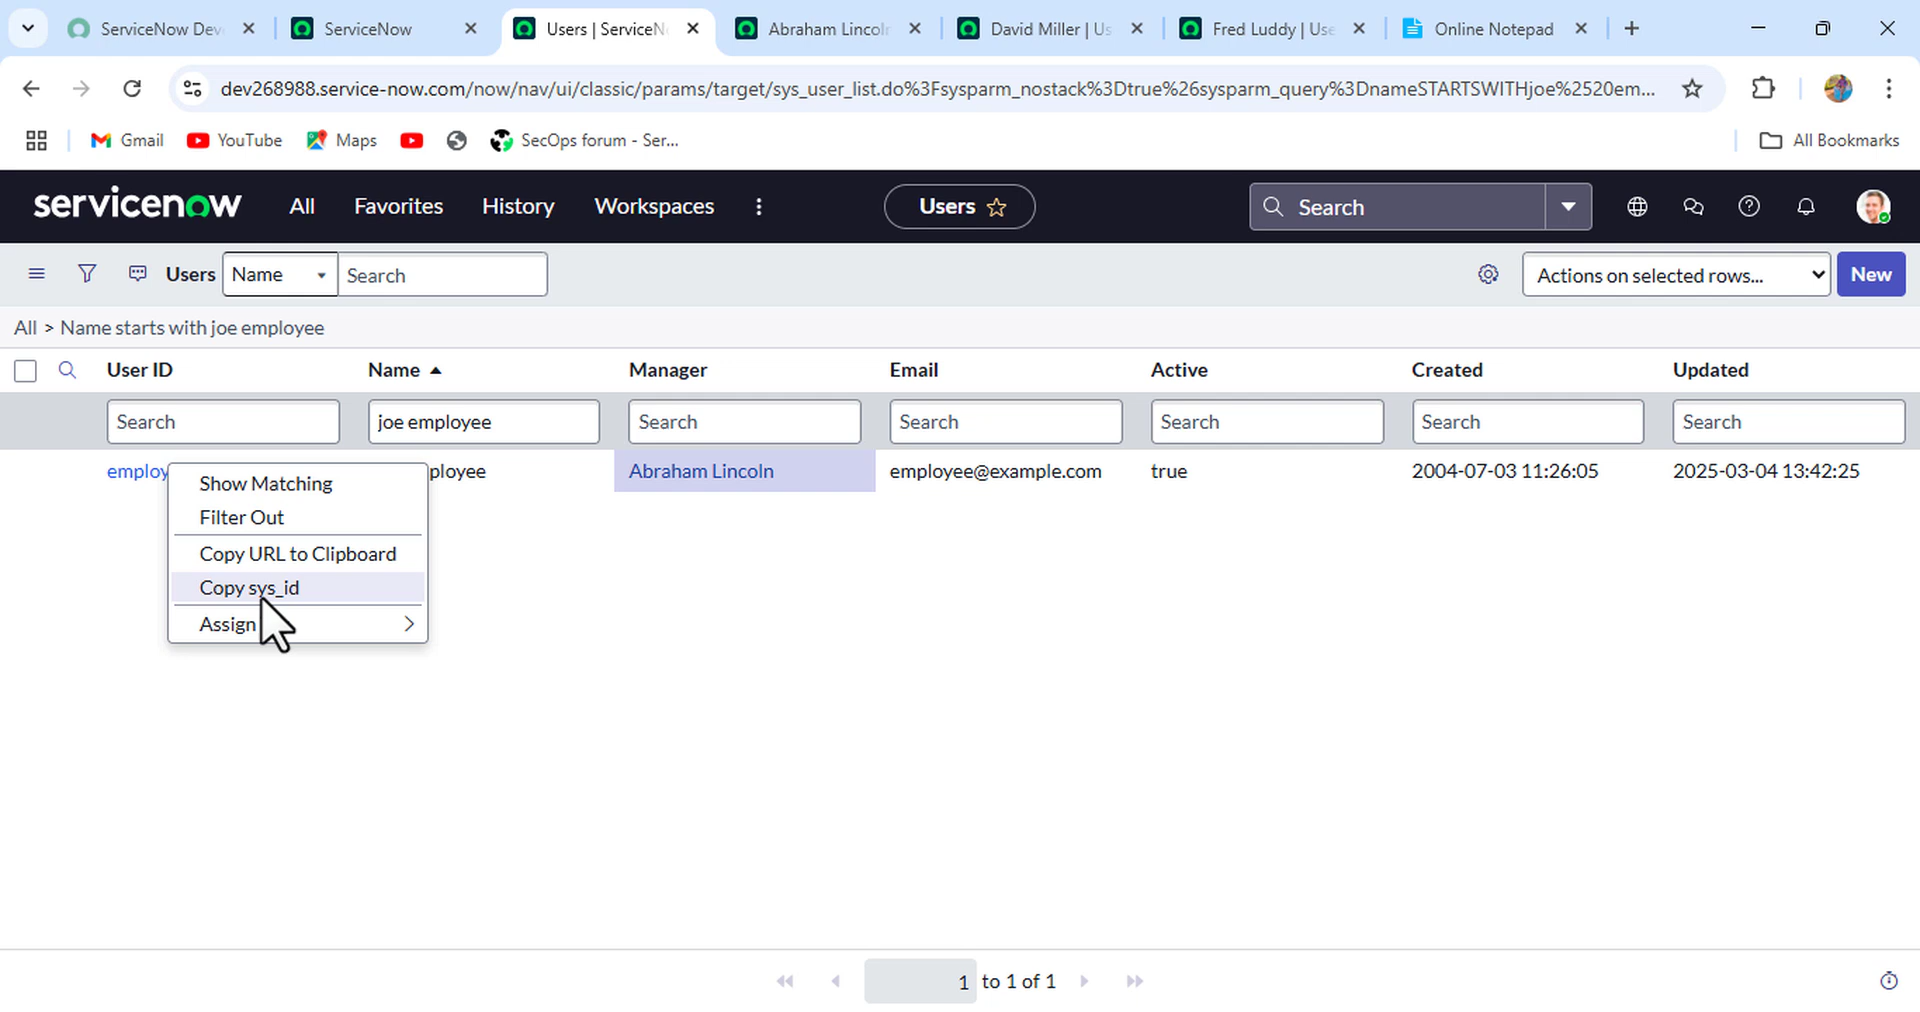 ServiceNow Dev
ServiceNow
Users | ServiceN
Abraham Lincoln
David Miller | Us
Fred Luddy | Use
Online Notepad
dev268988.service-now.com/now/nav/ui/classic/params/target/sys_user_list.do%3Fsysparm_nostack%3Dtrue%26sysparm_query%3DnameSTARTSWITHjoe%2520em...
Gmail
YouTube
Maps
SecOps forum - Ser...
All Bookmarks
servicenow
All
Favorites
History
Workspaces
Users
Search
Users
Name
Search
Actions on selected rows...
New
All > Name starts with joe employee
User ID
Name
Manager
Email
Active
Created
Updated
Search
joe employee
Search
Search
Search
Search
Search
employ
ployee
Abraham Lincoln
employee@example.com
true
2004-07-03 11:26:05
2025-03-04 13:42:25
Show Matching
Filter Out
Copy URL to Clipboard
Copy sys_id
Assign
1 to 1 of 1